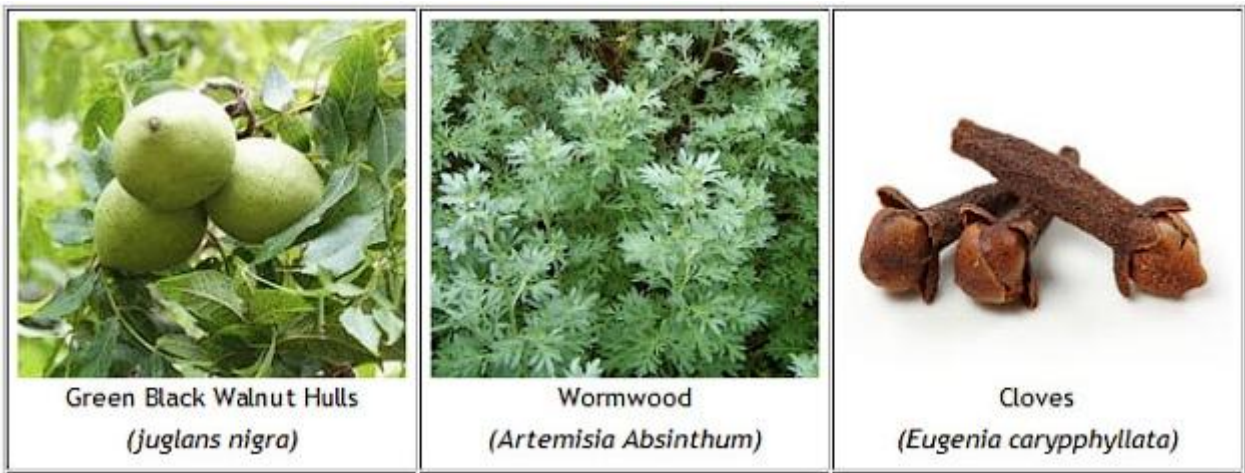 Green Black Walnut Hulls
(juglans nigra)
Wormwood
(Artemisia Absinthum)
Cloves
(Eugenia carypphyllata)